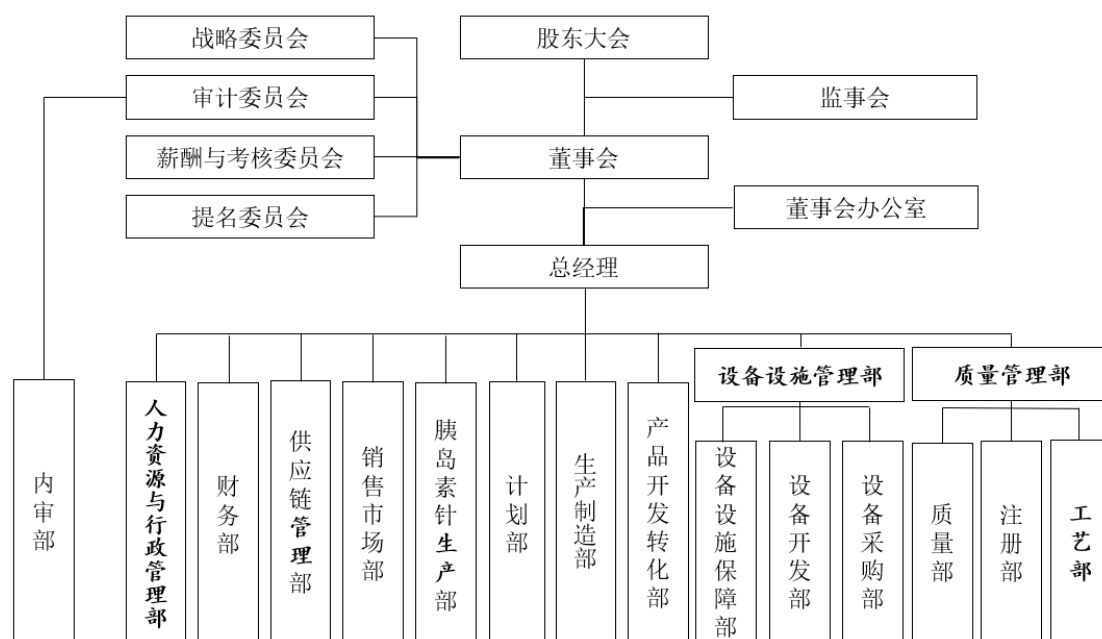 战略委员会
股东大会
审计委员会
监事会
薪酬与考核委员会
董事会
提名委员会
董事会办公室
总经理
设备设施管理部
质量管理部
内审部
人力资源与行政管理部
财务部
供应链管理部
销售市场部
胰岛素针生产部
计划部
生产制造部
产品开发转化部
设备设施保障部
设备开发部
设备采购部
质量部
注册部
工艺部